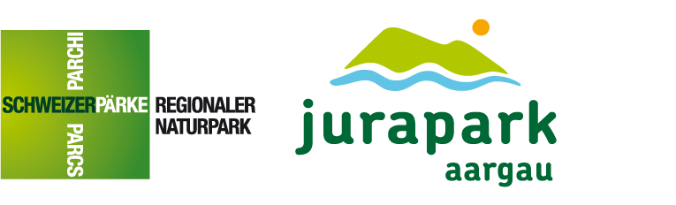 PARCHI
SCHWEIZERPÄRKE
PARCS
REGIONALER
NATURPARK
jurapark
aargau